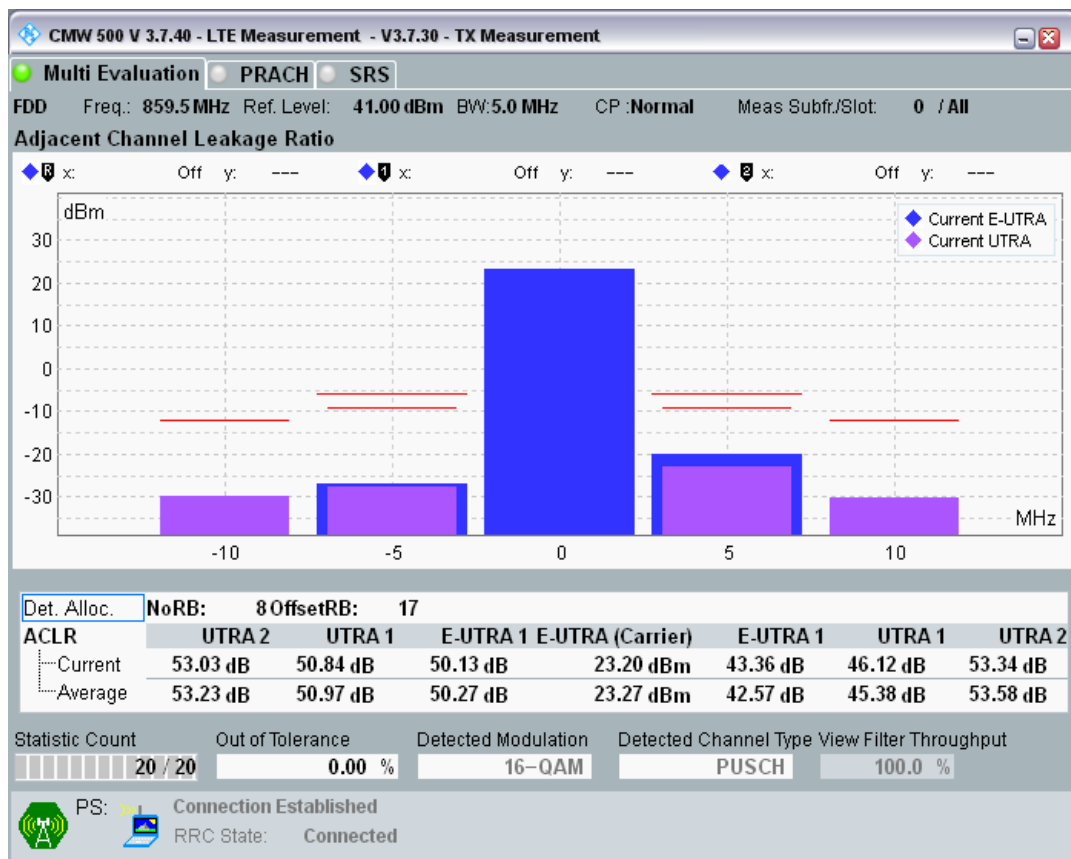 CMW 500 V 3.7.40 - LTE Measurement - V3.7.30 - TX Measurement
Multi Evaluation PRACH SRS
FDD Freq.: 859.5 MHz Ref. Level: 41.00 dBm BW:5.0 MHz CP :Normal Meas Subfr./Slot: 0 / All
Adjacent Channel Leakage Ratio
R x: Off y: --- 1 x: Off y: --- 2 x: Off y: ---
dBm
Current E-UTRA
Current UTRA
30
20
10
0
-10
-20
-30
MHz
-10 -5 0 5 10
Det. Alloc. NoRB: 8 OffsetRB: 17
ACLR UTRA 2 UTRA 1 E-UTRA 1 E-UTRA (Carrier) E-UTRA 1 UTRA 1 UTRA 2
Current 53.03 dB 50.84 dB 50.13 dB 23.20 dBm 43.36 dB 46.12 dB 53.34 dB
Average 53.23 dB 50.97 dB 50.27 dB 23.27 dBm 42.57 dB 45.38 dB 53.58 dB
Statistic Count Out of Tolerance Detected Modulation Detected Channel Type View Filter Throughput
20 / 20 0.00 % 16-QAM PUSCH 100.0 %
PS: Connection Established
RRC State: Connected